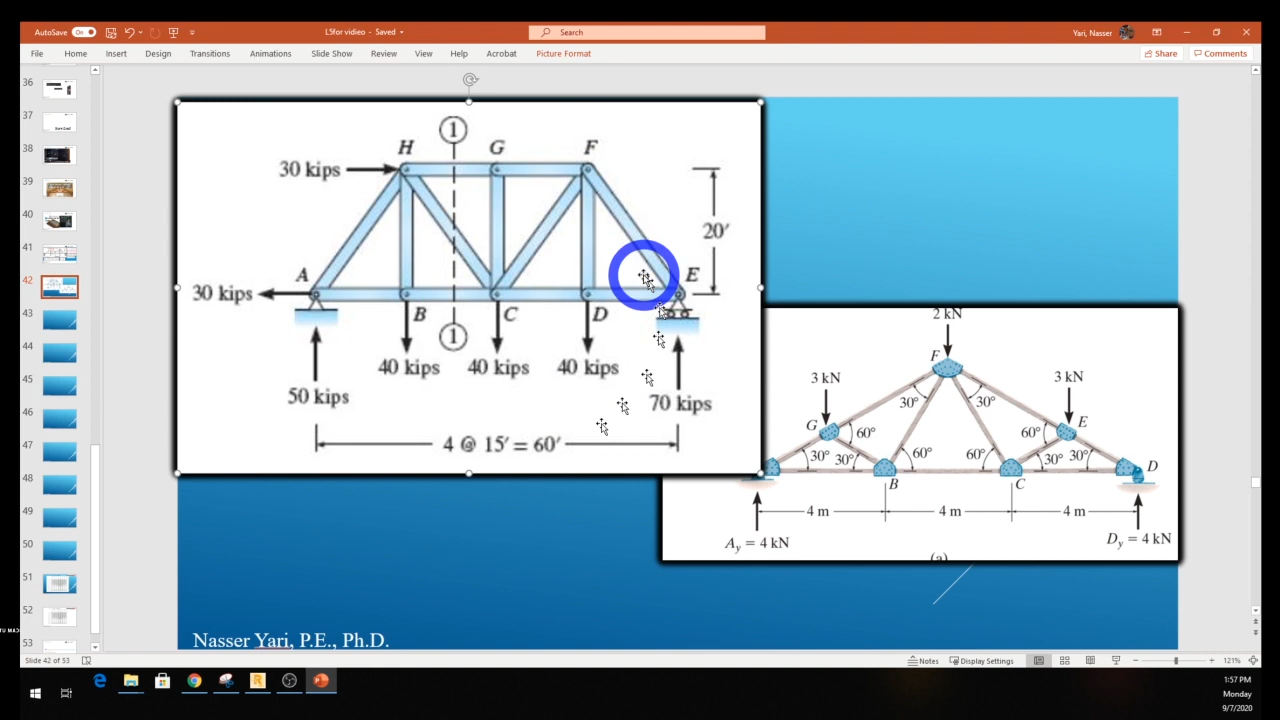 AutoSave On L5for vidieo - Saved Search Yari, Nasser
File Home Insert Design Transitions Animations Slide Show Review View Help Acrobat Picture Format Share Comments
36
37
38
39
40
41
42
43
44
45
46
47
48
49
50
51
52
53
1
H G F
30 kips
20′
A E
30 kips
B C D
1
40 kips 40 kips 40 kips
50 kips 70 kips
4 @ 15′ = 60′
2 kN
F
3 kN 3 kN
30° 30°
G 60° 60° E
30° 30° 60° 60° 30° 30° D
B C
4 m 4 m 4 m
Ay = 4 kN Dy = 4 kN
(a)
Nasser Yari, P.E., Ph.D.
Slide 42 of 53 Notes Display Settings 121%
1:57 PM
Monday
9/7/2020